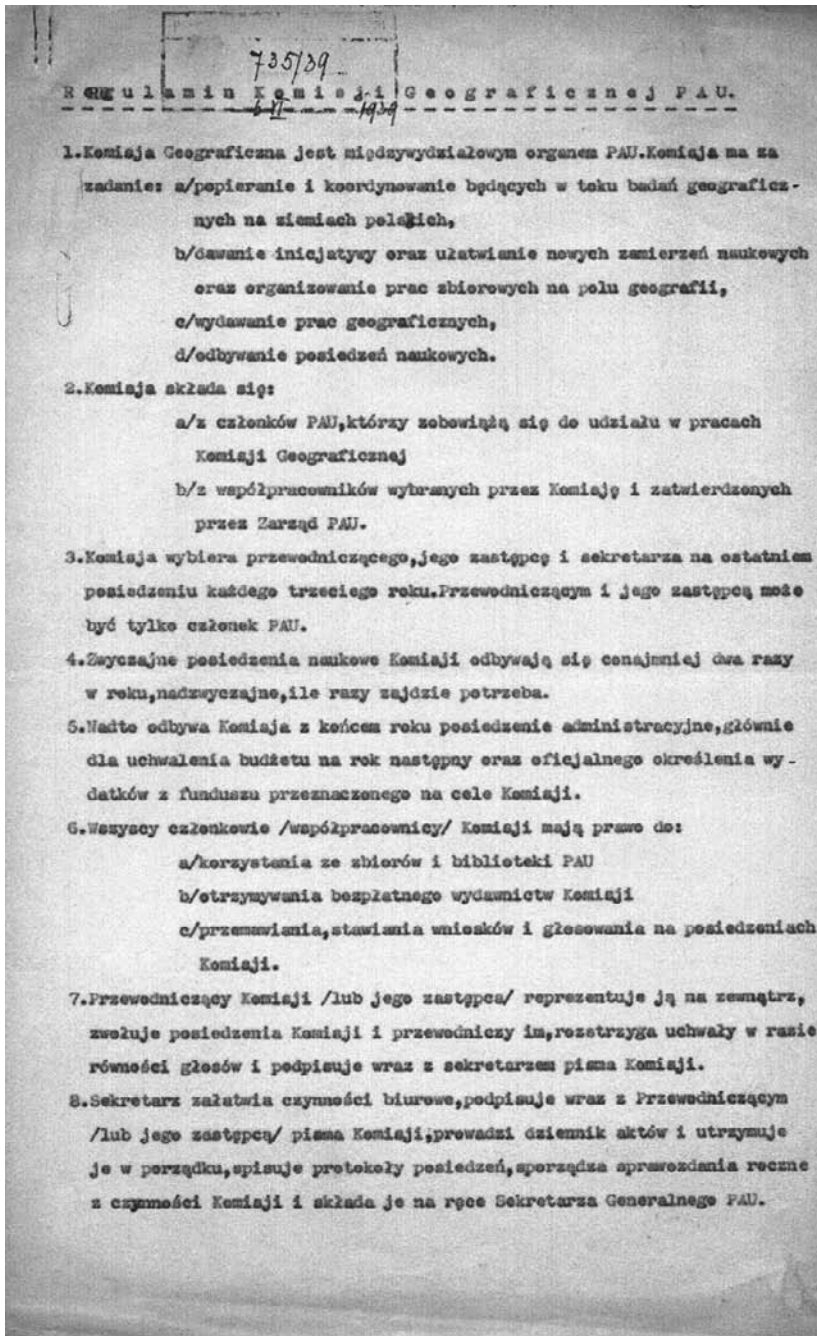 735/39
Regulamin Komisji Geograficznej PAU.
6 VI 1939
1.Komisja Geograficzna jest międzywydziałowym organem PAU.Komisja ma za
zadanie: a/popieranie i koordynowanie będących w toku badań geograficz-
nych na ziemiach polskich,
b/dawanie inicjatywy oraz ułatwianie nowych zamierzeń naukowych
oraz organizowanie prac zbiorowych na polu geografii,
c/wydawanie prac geograficznych,
d/odbywanie posiedzeń naukowych.
2.Komisja składa się:
a/z członków PAU,którzy zobowiążą się do udziału w pracach
Komisji Geograficznej
b/z współpracowników wybranych przez Komisję i zatwierdzonych
przez Zarząd PAU.
3.Komisja wybiera przewodniczącego,jego zastępcę i sekretarza na ostatniem
posiedzeniu każdego trzeciego roku.Przewodniczącym i jego zastępcą może
być tylko członek PAU.
4.Zwyczajne posiedzenia naukowe Komisji odbywają się conajmniej dwa razy
w roku,nadzwyczajne,ile razy zajdzie potrzeba.
5.Nadto odbywa Komisja z końcem roku posiedzenie administracyjne,głównie
dla uchwalenia budżetu na rok następny oraz oficjalnego określenia wy-
datków z funduszu przeznaczonego na cele Komisji.
6.Wszyscy członkowie /współpracownicy/ Komisji mają prawo do:
a/korzystania ze zbiorów i biblioteki PAU
b/otrzymywania bezpłatnego wydawnictw Komisji
c/przemawiania,stawiania wniosków i głosowania na posiedzeniach
Komisji.
7.Przewodniczący Komisji /lub jego zastępca/ reprezentuje ją na zewnątrz,
zwołuje posiedzenia Komisji i przewodniczy im,rozstrzyga uchwały w razie
równości głosów i podpisuje wraz z sekretarzem pisma Komisji.
8.Sekretarz załatwia czynności biurowe,podpisuje wraz z Przewodniczącym
/lub jego zastępcą/ pisma Komisji,prowadzi dziennik aktów i utrzymuje
je w porządku,spisuje protokoły posiedzeń,sporządza sprawozdania roczne
z czynności Komisji i składa je na ręce Sekretarza Generalnego PAU.